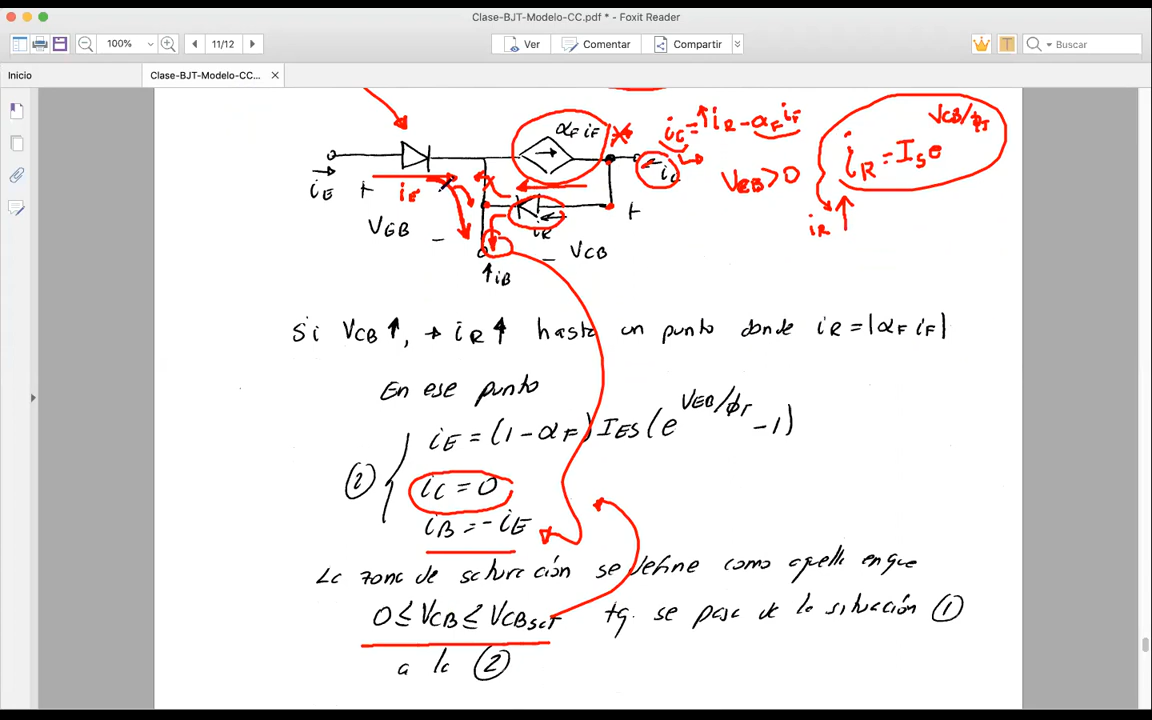 Clase-BJT-Modelo-CC.pdf * - Foxit Reader
100%
11/12
Ver
Comentar
Compartir
Buscar
Inicio
Clase-BJT-Modelo-CC...
αF iF
iC = ↑iR - αF iF
VCB > 0
iR = IS e^VCB/ϕT
iR ↑
iE
+
iE
iR
iC
+
VEB
-
- VCB
↑ iB
Si VCB ↑, → iR ↑ hasta un punto donde iR = |αF iF|
En ese punto
iE = (1 - αF) IES (e^VEB/ϕT - 1)
② iC = 0
iB = - iE
La zona de saturación se define como aquella en que
0 ≤ VCB ≤ VCBsat tq. se pasa de la situación ①
a la ②